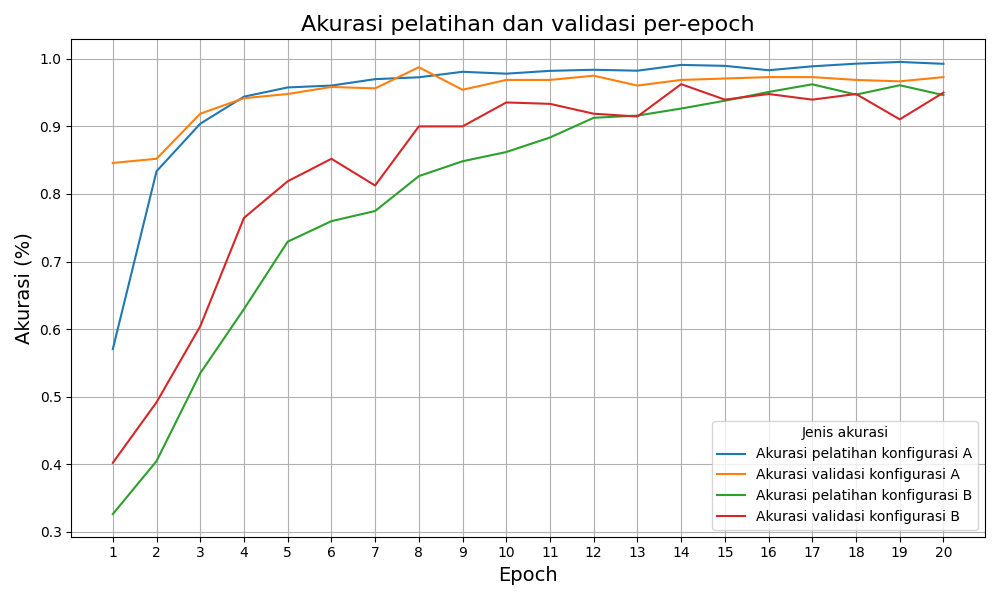 Akurasi pelatihan dan validasi per-epoch
Akurasi (%)
1.0
0.9
0.8
0.7
0.6
0.5
0.4
0.3
Jenis akurasi
Akurasi pelatihan konfigurasi A
Akurasi validasi konfigurasi A
Akurasi pelatihan konfigurasi B
Akurasi validasi konfigurasi B
1 2 3 4 5 6 7 8 9 10 11 12 13 14 15 16 17 18 19 20
Epoch